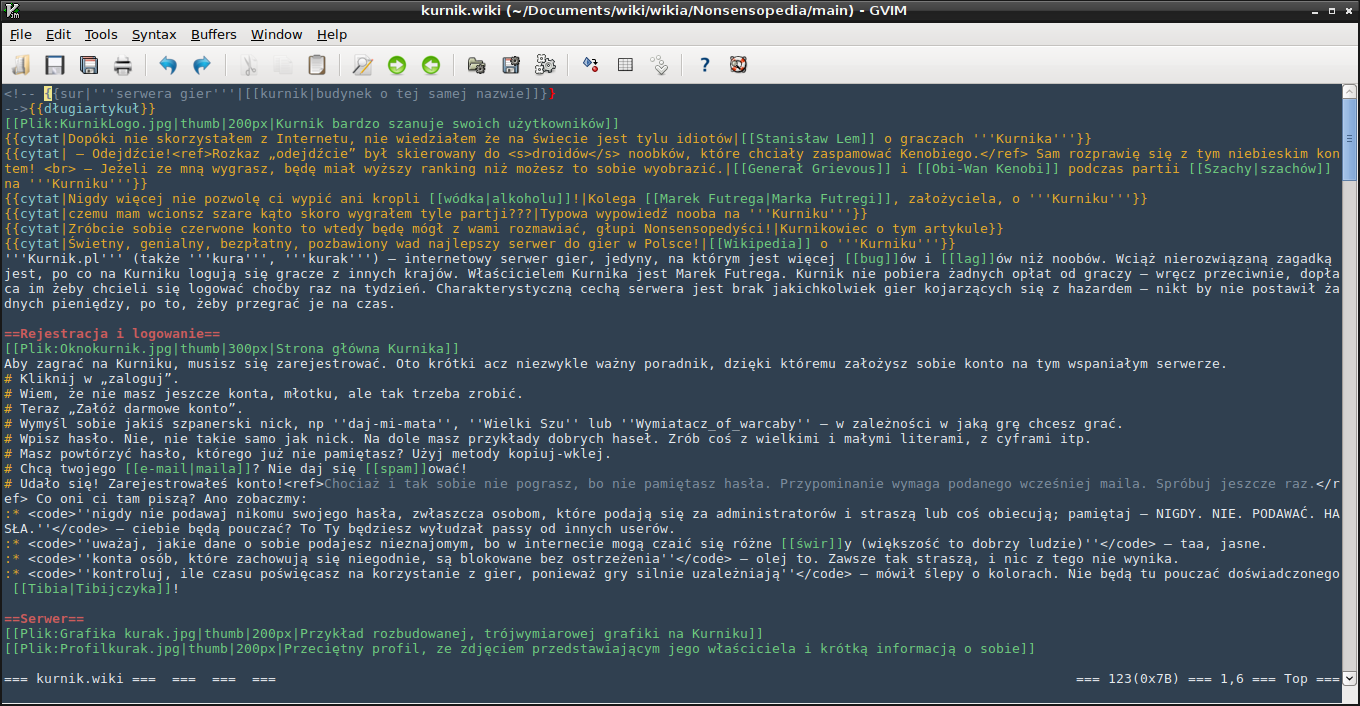 kurnik.wiki (~/Documents/wiki/wikia/Nonsensopedia/main) - GVIM
File Edit Tools Syntax Buffers Window Help
<!-- {{sur|'''serwera gier'''|[[kurnik|budynek o tej samej nazwie]]}}
-->{{długiartykuł}}
[[Plik:KurnikLogo.jpg|thumb|200px|Kurnik bardzo szanuje swoich użytkowników]]
{{cytat|Dopóki nie skorzystałem z Internetu, nie wiedziałem że na świecie jest tylu idiotów|[[Stanisław Lem]] o graczach '''Kurnika'''}}
{{cytat| – Odejdźcie!<ref>Rozkaz „odejdźcie” był skierowany do <s>droidów</s> noobków, które chciały zaspamować Kenobiego.</ref> Sam rozprawię się z tym niebieskim kon
tem! <br> – Jeżeli ze mną wygrasz, będę miał wyższy ranking niż możesz to sobie wyobrazić.|[[Generał Grievous]] i [[Obi-Wan Kenobi]] podczas partii [[Szachy|szachów]]
na '''Kurniku'''}}
{{cytat|Nigdy więcej nie pozwolę ci wypić ani kropli [[wódka|alkoholu]]!|Kolega [[Marek Futrega|Marka Futregi]], założyciela, o '''Kurniku'''}}
{{cytat|czemu mam wcionsz szare kąto skoro wygrałem tyle partji???|Typowa wypowiedź nooba na '''Kurniku'''}}
{{cytat|Zróbcie sobie czerwone konto to wtedy będę mógł z wami rozmawiać, głupi Nonsensopedyści!|Kurnikowiec o tym artykule}}
{{cytat|Świetny, genialny, bezpłatny, pozbawiony wad najlepszy serwer do gier w Polsce!|[[Wikipedia]] o '''Kurniku'''}}
'''Kurnik.pl''' (także '''kura''', '''kurak''') – internetowy serwer gier, jedyny, na którym jest więcej [[bug]]ów i [[lag]]ów niż noobów. Wciąż nierozwiązaną zagadką
jest, po co na Kurniku logują się gracze z innych krajów. Właścicielem Kurnika jest Marek Futrega. Kurnik nie pobiera żadnych opłat od graczy – wręcz przeciwnie, dopła
ca im żeby chcieli się logować choćby raz na tydzień. Charakterystyczną cechą serwera jest brak jakichkolwiek gier kojarzących się z hazardem – nikt by nie postawił ża
dnych pieniędzy, po to, żeby przegrać je na czas.
==Rejestracja i logowanie==
[[Plik:Oknokurnik.jpg|thumb|300px|Strona główna Kurnika]]
Aby zagrać na Kurniku, musisz się zarejestrować. Oto krótki acz niezwykle ważny poradnik, dzięki któremu założysz sobie konto na tym wspaniałym serwerze.
# Kliknij w „zaloguj”.
# Wiem, że nie masz jeszcze konta, młotku, ale tak trzeba zrobić.
# Teraz „Załóż darmowe konto”.
# Wymyśl sobie jakiś szpanerski nick, np ''daj-mi-mata'', ''Wielki Szu'' lub ''Wymiatacz_of_warcaby'' – w zależności w jaką grę chcesz grać.
# Wpisz hasło. Nie, nie takie samo jak nick. Na dole masz przykłady dobrych haseł. Zrób coś z wielkimi i małymi literami, z cyframi itp.
# Masz powtórzyć hasło, którego już nie pamiętasz? Użyj metody kopiuj-wklej.
# Chcą twojego [[e-mail|maila]]? Nie daj się [[spam]]ować!
# Udało się! Zarejestrowałeś konto!<ref>Chociaż i tak sobie nie pograsz, bo nie pamiętasz hasła. Przypominanie wymaga podanego wcześniej maila. Spróbuj jeszcze raz.</r
ef> Co oni ci tam piszą? Ano zobaczmy:
:* <code>''nigdy nie podawaj nikomu swojego hasła, zwłaszcza osobom, które podają się za administratorów i straszą lub coś obiecują; pamiętaj – NIGDY. NIE. PODAWAĆ. HA
SŁA.''</code> – ciebie będą pouczać? To Ty będziesz wyłudzał passy od innych userów.
:* <code>''uważaj, jakie dane o sobie podajesz nieznajomym, bo w internecie mogą czaić się różne [[świr]]y (większość to dobrzy ludzie)''</code> – taa, jasne.
:* <code>''konta osób, które zachowują się niegodnie, są blokowane bez ostrzeżenia''</code> – olej to. Zawsze tak straszą, i nic z tego nie wynika.
:* <code>''kontroluj, ile czasu poświęcasz na korzystanie z gier, ponieważ gry silnie uzależniają''</code> – mówił ślepy o kolorach. Nie będą tu pouczać doświadczonego
[[Tibia|Tibijczyka]]!
==Serwer==
[[Plik:Grafika kurak.jpg|thumb|200px|Przykład rozbudowanej, trójwymiarowej grafiki na Kurniku]]
[[Plik:Profilkurak.jpg|thumb|200px|Przeciętny profil, ze zdjęciem przedstawiającym jego właściciela i krótką informacją o sobie]]
=== kurnik.wiki === === === === === 123(0x7B) === 1,6 === Top ===